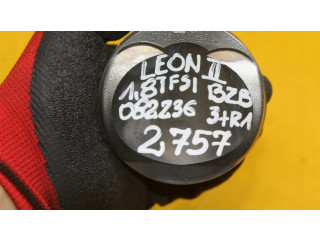 LEON II
1,8TFSI BZB
082236 3+R1
2757